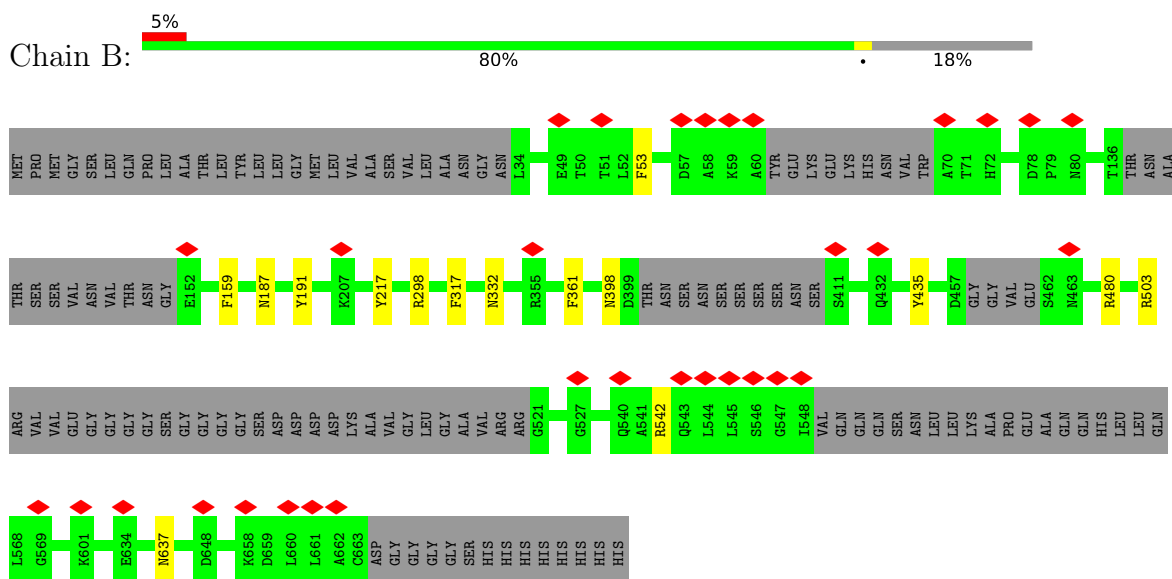 5%
Chain B:
80% • 18%
MET PRO MET GLY SER LEU GLN PRO LEU ALA THR LEU TYR LEU LEU GLY MET LEU VAL ALA SER VAL LEU ALA ASN GLY ASN L34 E49 T50 T51 L52 F53 D57 A58 K59 A60 TYR GLU LYS GLU LYS HIS ASN VAL TRP A70 T71 H72 D78 P79 N80 T136 THR ASN ALA
THR SER SER VAL ASN VAL THR ASN GLY E152 F159 N187 Y191 K207 Y217 R298 F317 N332 R355 F361 N398 D399 THR ASN SER ASN SER SER SER SER ASN SER S411 Q432 Y435 D457 GLY GLY VAL GLU S462 N463 R480 R503
ARG VAL VAL GLU GLY GLY GLY GLY SER GLY GLY GLY GLY SER ASP ASP ASP ASP LYS ALA VAL GLY LEU GLY ALA VAL ARG ARG G521 G527 Q540 A541 R542 Q543 L544 L545 S546 G547 I548 VAL GLN GLN GLN SER ASN LEU LEU LYS ALA PRO GLU ALA GLN GLN HIS LEU LEU GLN
L568 G569 K601 E634 N637 D648 K658 D659 L660 L661 A662 C663 ASP GLY GLY GLY GLY SER HIS HIS HIS HIS HIS HIS HIS HIS